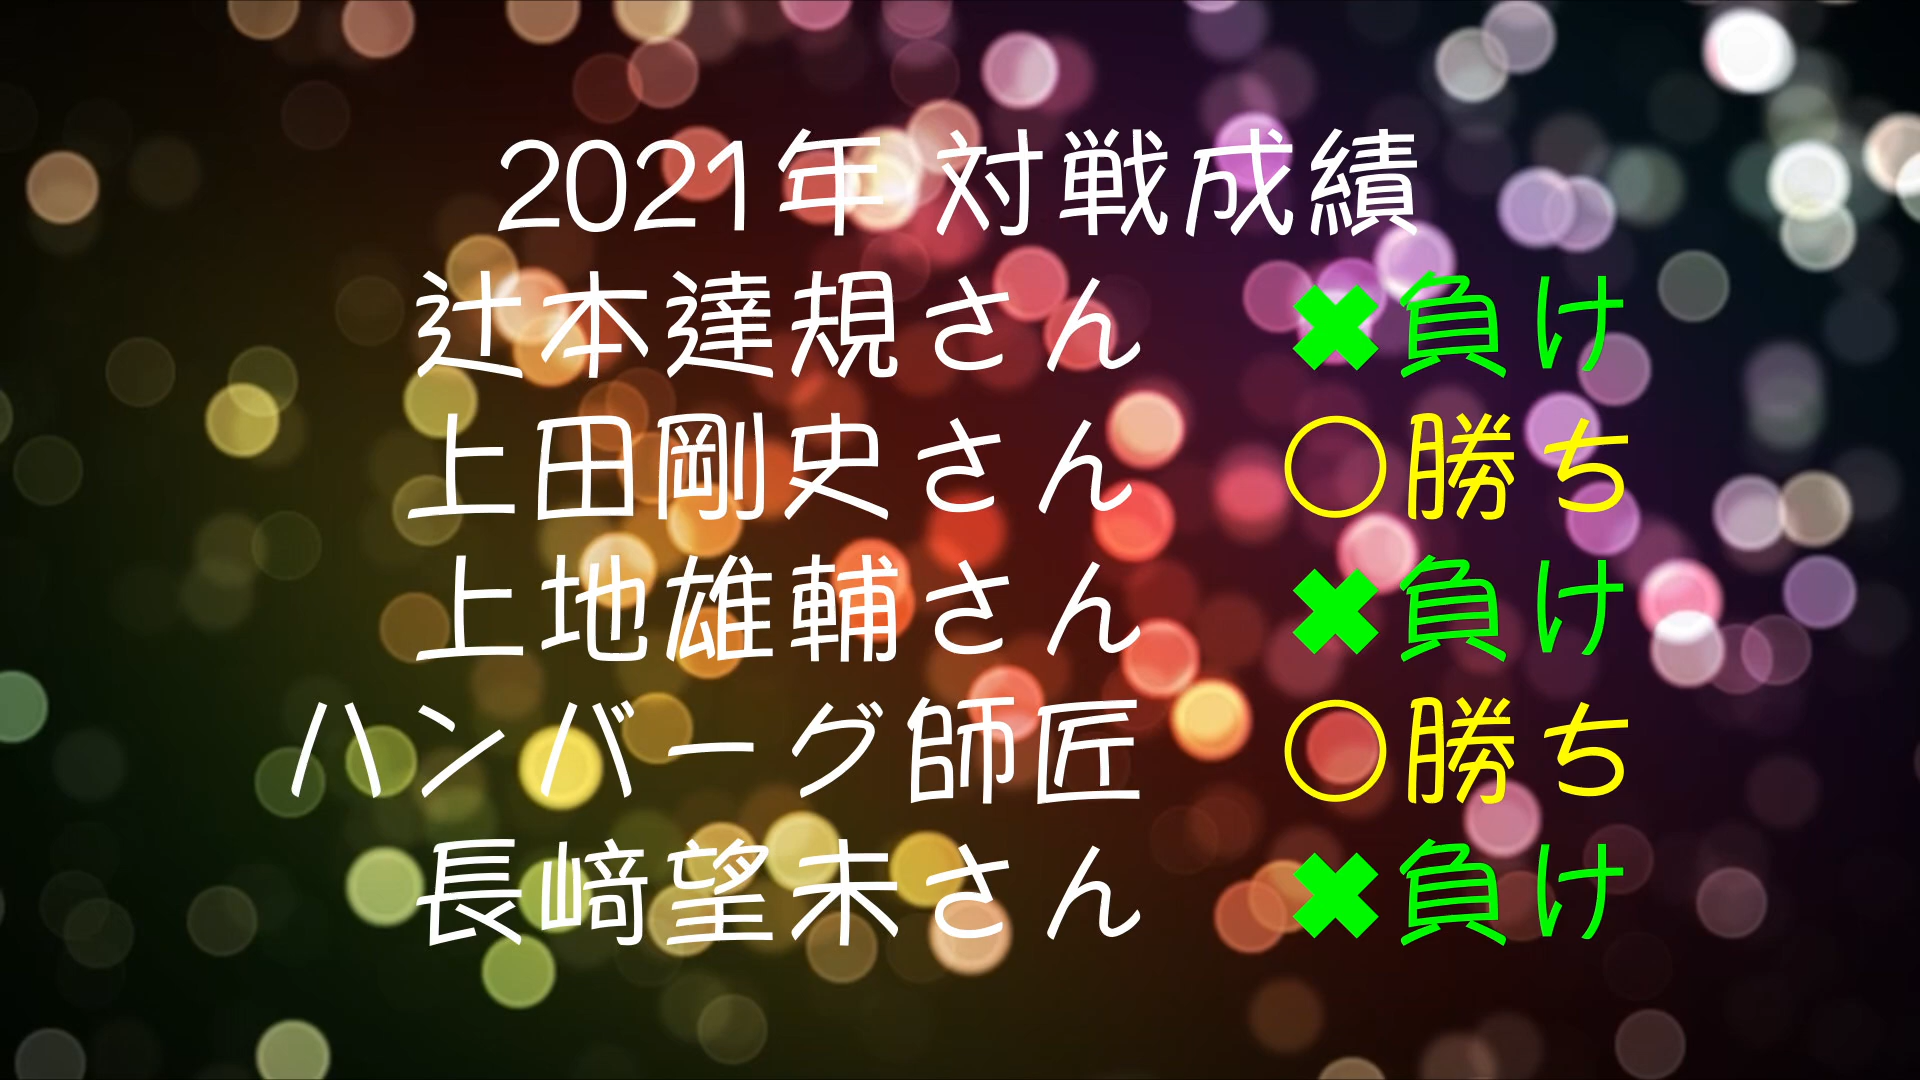 2021年 対戦成績
辻本達規さん ✖負け
上田剛史さん ○勝ち
上地雄輔さん ✖負け
ハンバーグ師匠 ○勝ち
長﨑望未さん ✖負け